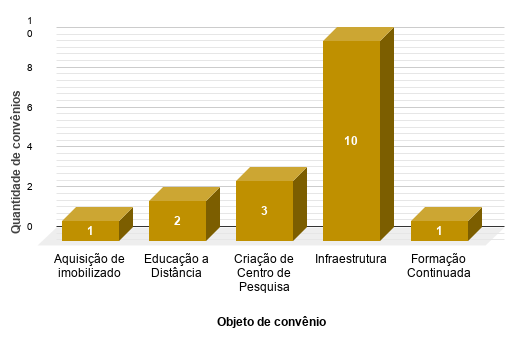 Quantidade de convênios
1
0
8
6
4
2
0
1
2
3
10
1
Aquisição de
imobilizado
Educação a
Distância
Criação de
Centro de
Pesquisa
Infraestrutura
Formação
Continuada
Objeto de convênio